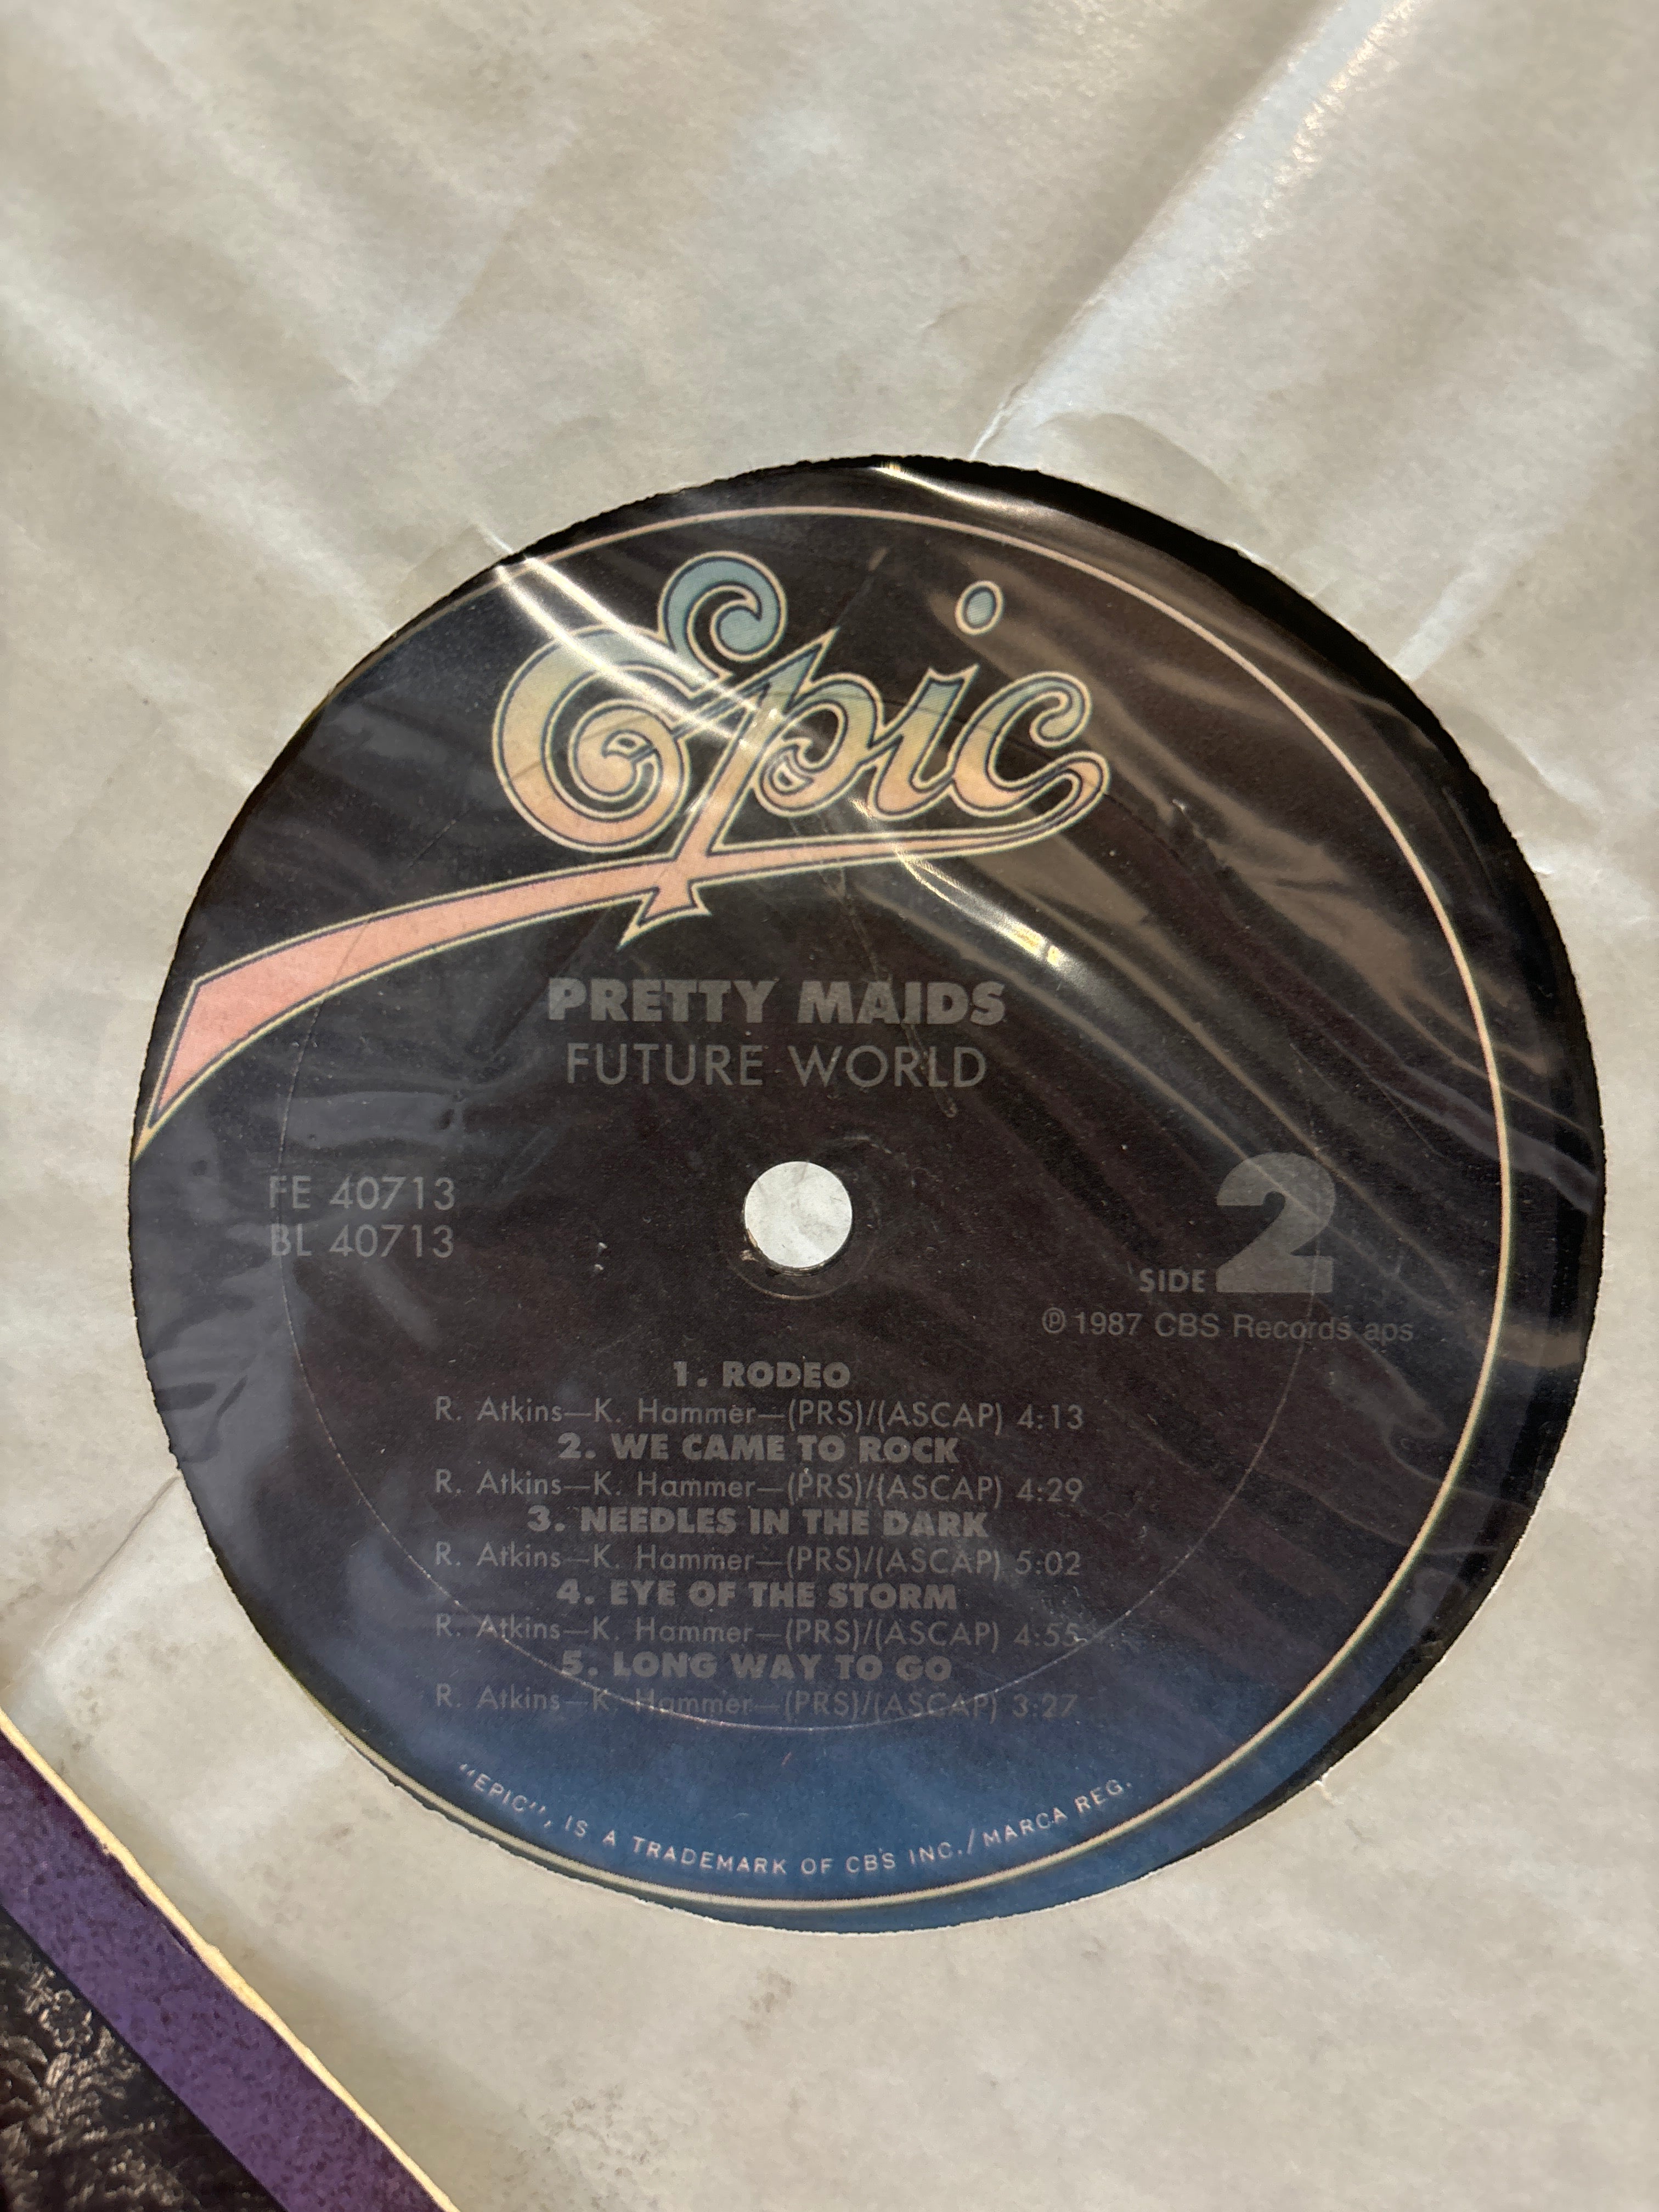 Epic
PRETTY MAIDS
FUTURE WORLD
FE 40713
BL 40713
SIDE 2
℗ 1987 CBS Records aps
1. RODEO
R. Atkins—K. Hammer—(PRS)/(ASCAP) 4:13
2. WE CAME TO ROCK
R. Atkins—K. Hammer—(PRS)/(ASCAP) 4:29
3. NEEDLES IN THE DARK
R. Atkins—K. Hammer—(PRS)/(ASCAP) 5:02
4. EYE OF THE STORM
R. Atkins—K. Hammer—(PRS)/(ASCAP) 4:55
5. LONG WAY TO GO
R. Atkins—K. Hammer—(PRS)/(ASCAP) 3:27
"EPIC", IS A TRADEMARK OF CBS INC./MARCA REG.